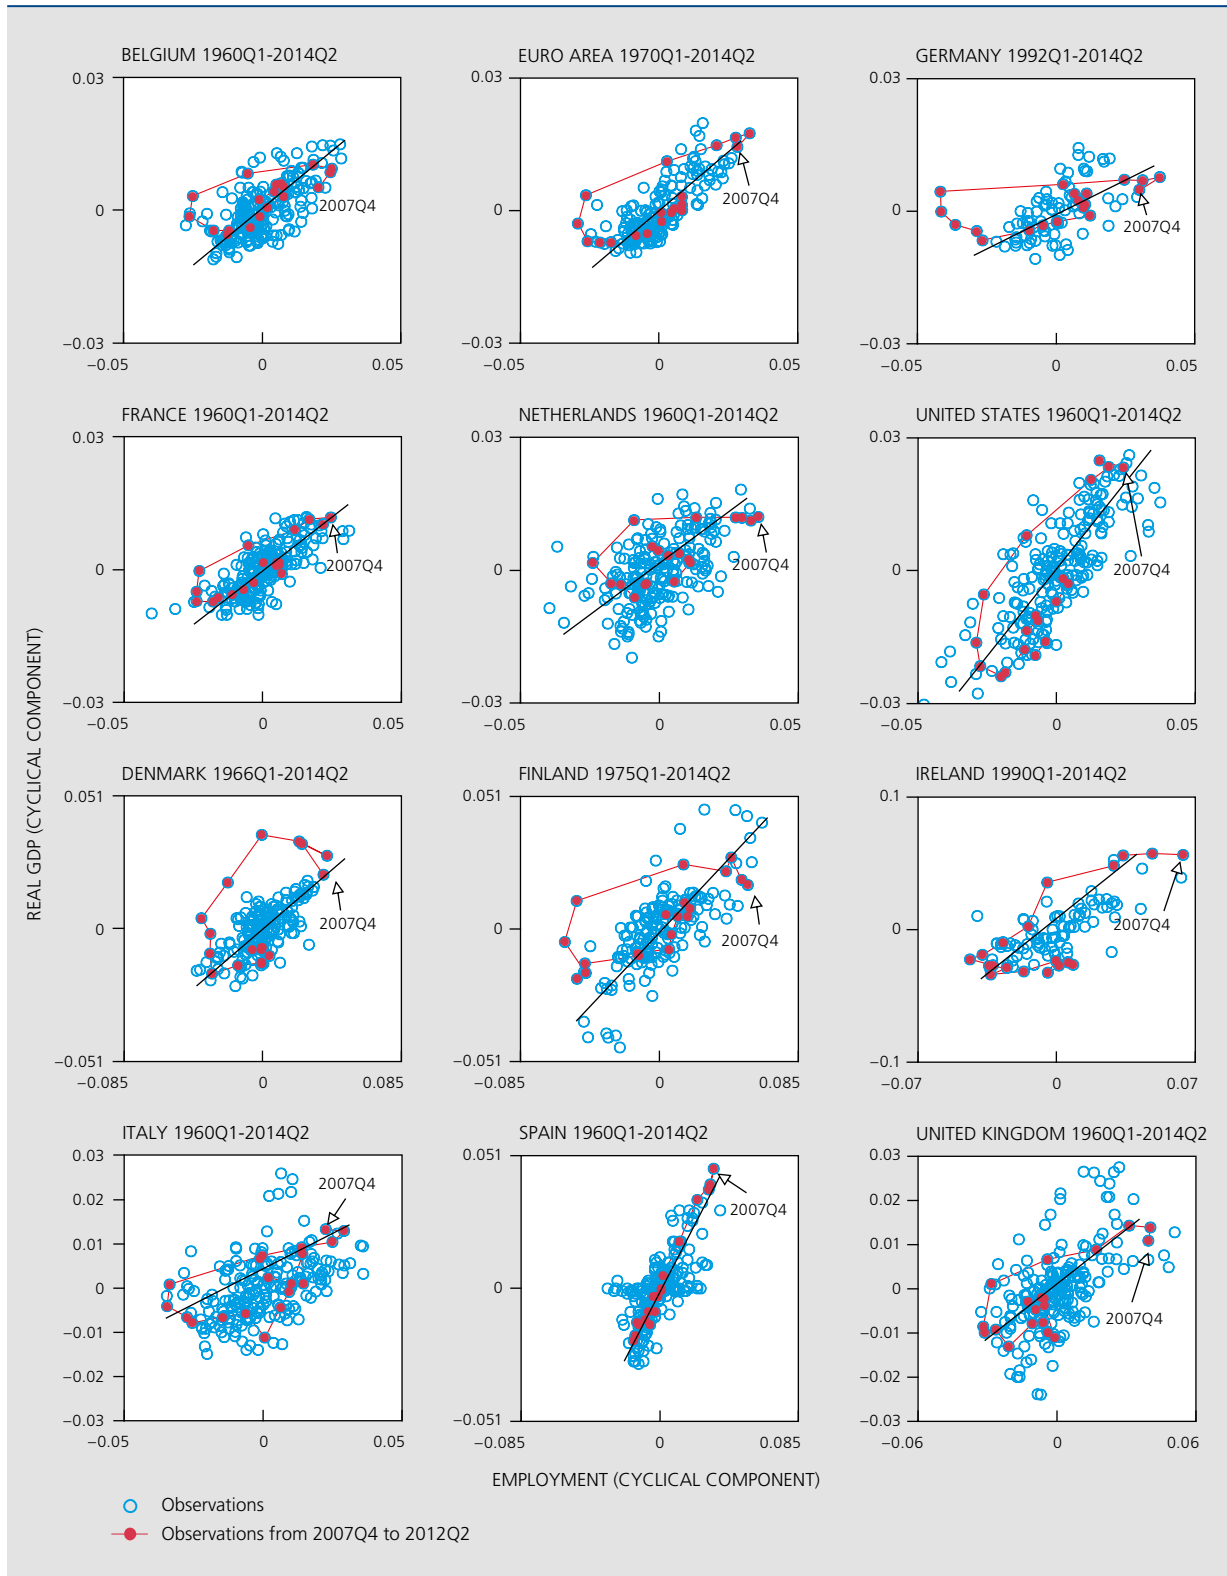 BELGIUM 1960Q1-2014Q2
0.03
0
−0.03
−0.05
0
0.05
2007Q4
EURO AREA 1970Q1-2014Q2
0.03
0
−0.03
−0.05
0
0.05
2007Q4
GERMANY 1992Q1-2014Q2
0.03
0
−0.03
−0.05
0
0.05
2007Q4
FRANCE 1960Q1-2014Q2
0.03
0
−0.03
−0.05
0
0.05
2007Q4
NETHERLANDS 1960Q1-2014Q2
0.03
0
−0.03
−0.05
0
0.05
2007Q4
UNITED STATES 1960Q1-2014Q2
0.03
0
−0.03
−0.05
0
0.05
2007Q4
REAL GDP (CYCLICAL COMPONENT)
DENMARK 1966Q1-2014Q2
0.051
0
−0.051
−0.085
0
0.085
2007Q4
FINLAND 1975Q1-2014Q2
0.051
0
−0.051
−0.085
0
0.085
2007Q4
IRELAND 1990Q1-2014Q2
0.1
0
−0.1
−0.07
0
0.07
2007Q4
ITALY 1960Q1-2014Q2
0.03
0.02
0.01
0
−0.01
−0.02
−0.03
−0.05
0
0.05
2007Q4
SPAIN 1960Q1-2014Q2
0.051
0
−0.051
−0.085
0
0.085
2007Q4
UNITED KINGDOM 1960Q1-2014Q2
0.03
0.02
0.01
0
−0.01
−0.02
−0.03
−0.06
0
0.06
2007Q4
EMPLOYMENT (CYCLICAL COMPONENT)
Observations
Observations from 2007Q4 to 2012Q2